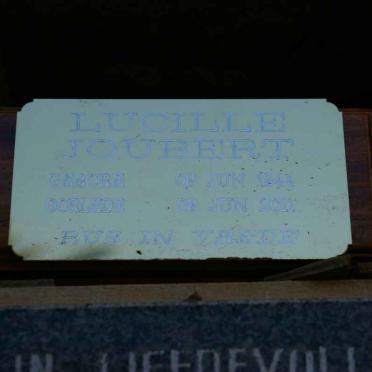 LUCILLE
JOUBERT
GEBORE JUN
OORLEDE JUN
RUS IN VREDE
IN LIEFDEVOLL